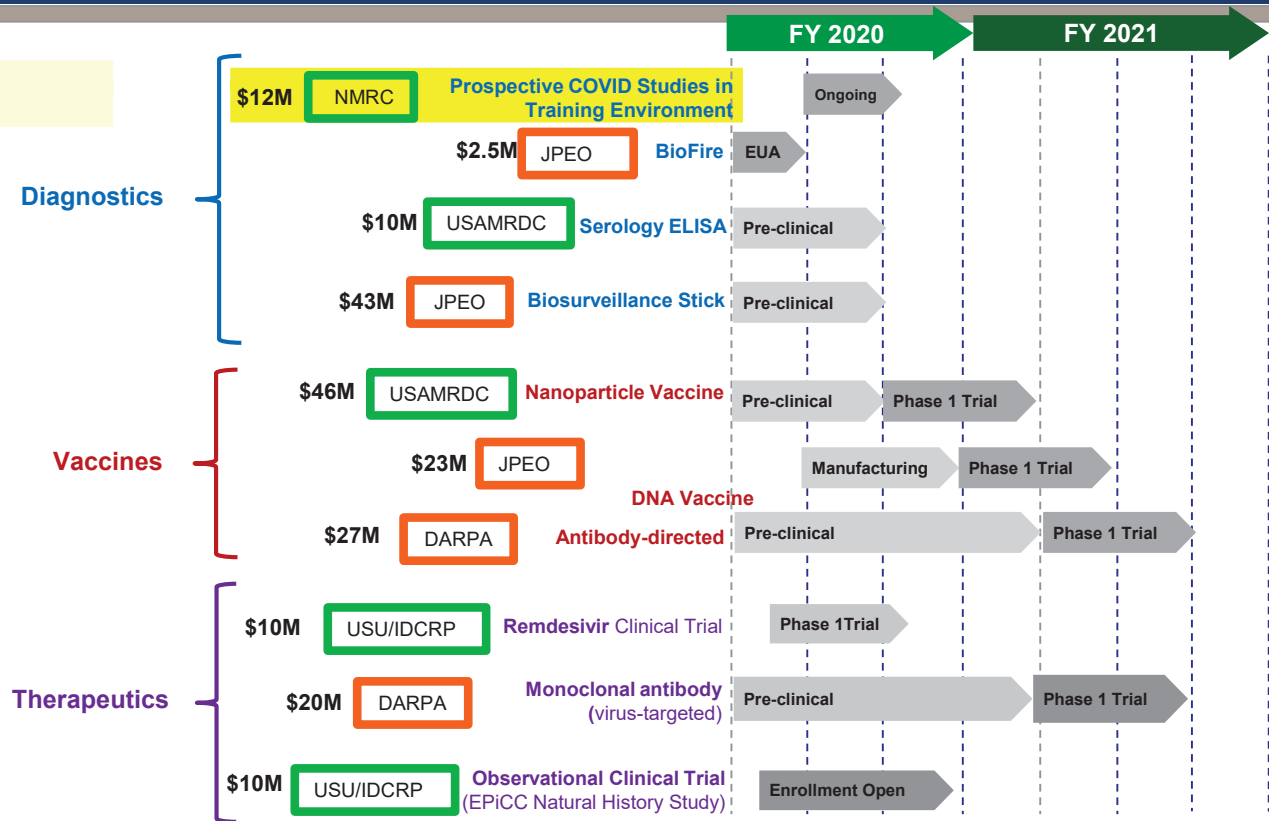 FY 2020
FY 2021
$12M
NMRC
Prospective COVID Studies in
Training Environment
Ongoing
$2.5M
JPEO
BioFire
EUA
Diagnostics
$10M
USAMRDC
Serology ELISA
Pre-clinical
$43M
JPEO
Biosurveillance Stick
Pre-clinical
$46M
USAMRDC
Nanoparticle Vaccine
Pre-clinical
Phase 1 Trial
Vaccines
$23M
JPEO
Manufacturing
Phase 1 Trial
DNA Vaccine
$27M
DARPA
Antibody-directed
Pre-clinical
Phase 1 Trial
$10M
USU/IDCRP
Remdesivir Clinical Trial
Phase 1Trial
Therapeutics
$20M
DARPA
Monoclonal antibody
(virus-targeted)
Pre-clinical
Phase 1 Trial
$10M
USU/IDCRP
Observational Clinical Trial
(EPiCC Natural History Study)
Enrollment Open